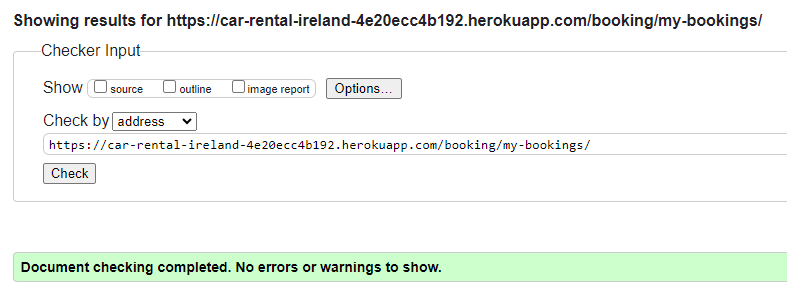 Showing results for https://car-rental-ireland-4e20ecc4b192.herokuapp.com/booking/my-bookings/
Checker Input
Show source outline image report Options...
Check by address
https://car-rental-ireland-4e20ecc4b192.herokuapp.com/booking/my-bookings/
Check
Document checking completed. No errors or warnings to show.